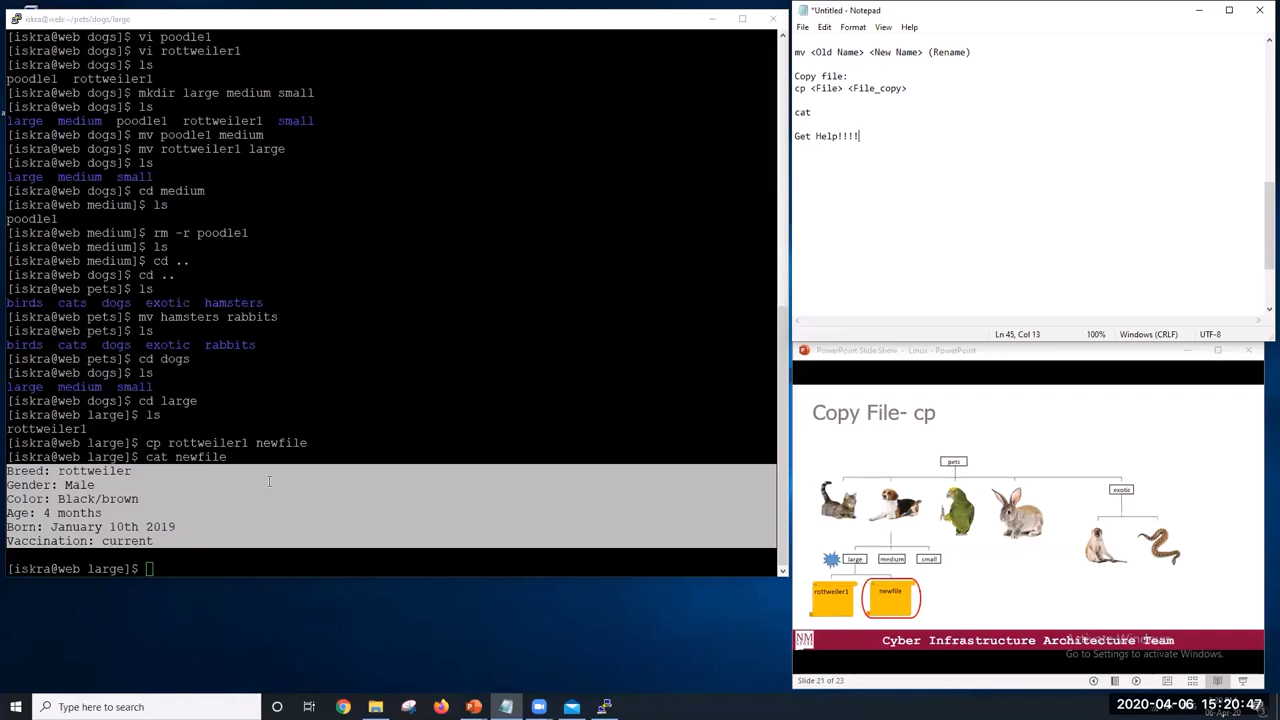 iskra@web:~/pets/dogs/large
[iskra@web dogs]$ vi poodle1
[iskra@web dogs]$ vi rottweiler1
[iskra@web dogs]$ ls
poodle1  rottweiler1
[iskra@web dogs]$ mkdir large medium small
[iskra@web dogs]$ ls
large  medium  poodle1  rottweiler1  small
[iskra@web dogs]$ mv poodle1 medium
[iskra@web dogs]$ mv rottweiler1 large
[iskra@web dogs]$ ls
large  medium  small
[iskra@web dogs]$ cd medium
[iskra@web medium]$ ls
poodle1
[iskra@web medium]$ rm -r poodle1
[iskra@web medium]$ ls
[iskra@web medium]$ cd ..
[iskra@web dogs]$ cd ..
[iskra@web pets]$ ls
birds  cats  dogs  exotic  hamsters
[iskra@web pets]$ mv hamsters rabbits
[iskra@web pets]$ ls
birds  cats  dogs  exotic  rabbits
[iskra@web pets]$ cd dogs
[iskra@web dogs]$ ls
large  medium  small
[iskra@web dogs]$ cd large
[iskra@web large]$ ls
rottweiler1
[iskra@web large]$ cp rottweiler1 newfile
[iskra@web large]$ cat newfile
Breed: rottweiler
Gender: Male
Color: Black/brown
Age: 4 months
Born: January 10th 2019
Vaccination: current
[iskra@web large]$
*Untitled - Notepad
File Edit Format View Help
mv <Old Name> <New Name> (Rename)
Copy file:
cp <File> <File_copy>
cat
Get Help!!!!
Ln 45, Col 13 100% Windows (CRLF) UTF-8
PowerPoint Slide Show - Linux - PowerPoint
Copy File- cp
pets
exotic
large medium small
rottweiler1 newfile
NM
Cyber Infrastructure Architecture Team
Activate Windows
Go to Settings to activate Windows.
Slide 21 of 23
Type here to search
2020-04-06 15:20:47